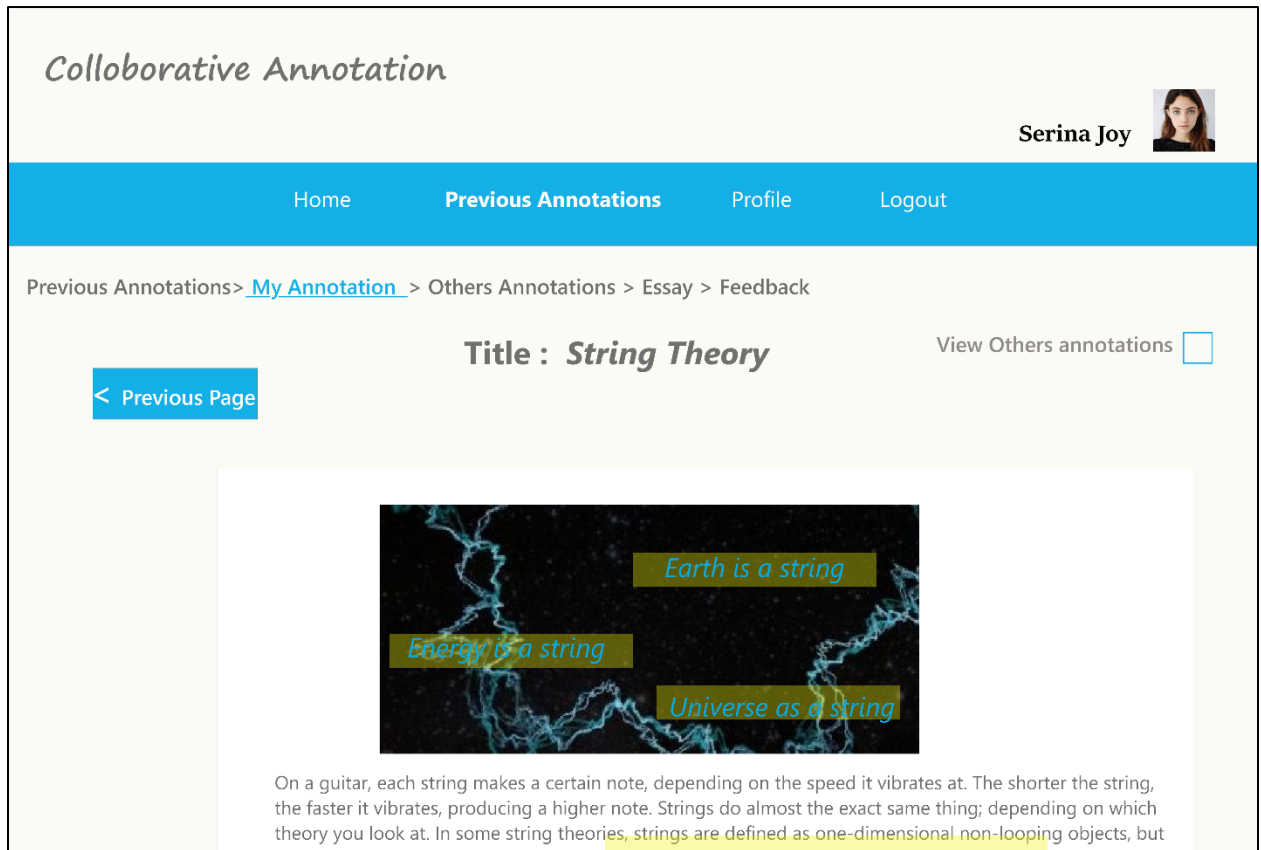 Colloborative Annotation
Serina Joy
Home Previous Annotations Profile Logout
Previous Annotations> My Annotation > Others Annotations > Essay > Feedback
Title : String Theory
View Others annotations
< Previous Page
Earth is a string
Energy is a string
Universe as a string
On a guitar, each string makes a certain note, depending on the speed it vibrates at. The shorter the string,
the faster it vibrates, producing a higher note. Strings do almost the exact same thing; depending on which
theory you look at. In some string theories, strings are defined as one-dimensional non-looping objects, but